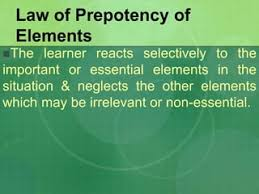 Law of Prepotency of
Elements
The learner reacts selectively to the
important or essential elements in the
situation & neglects the other elements
which may be irrelevant or non-essential.